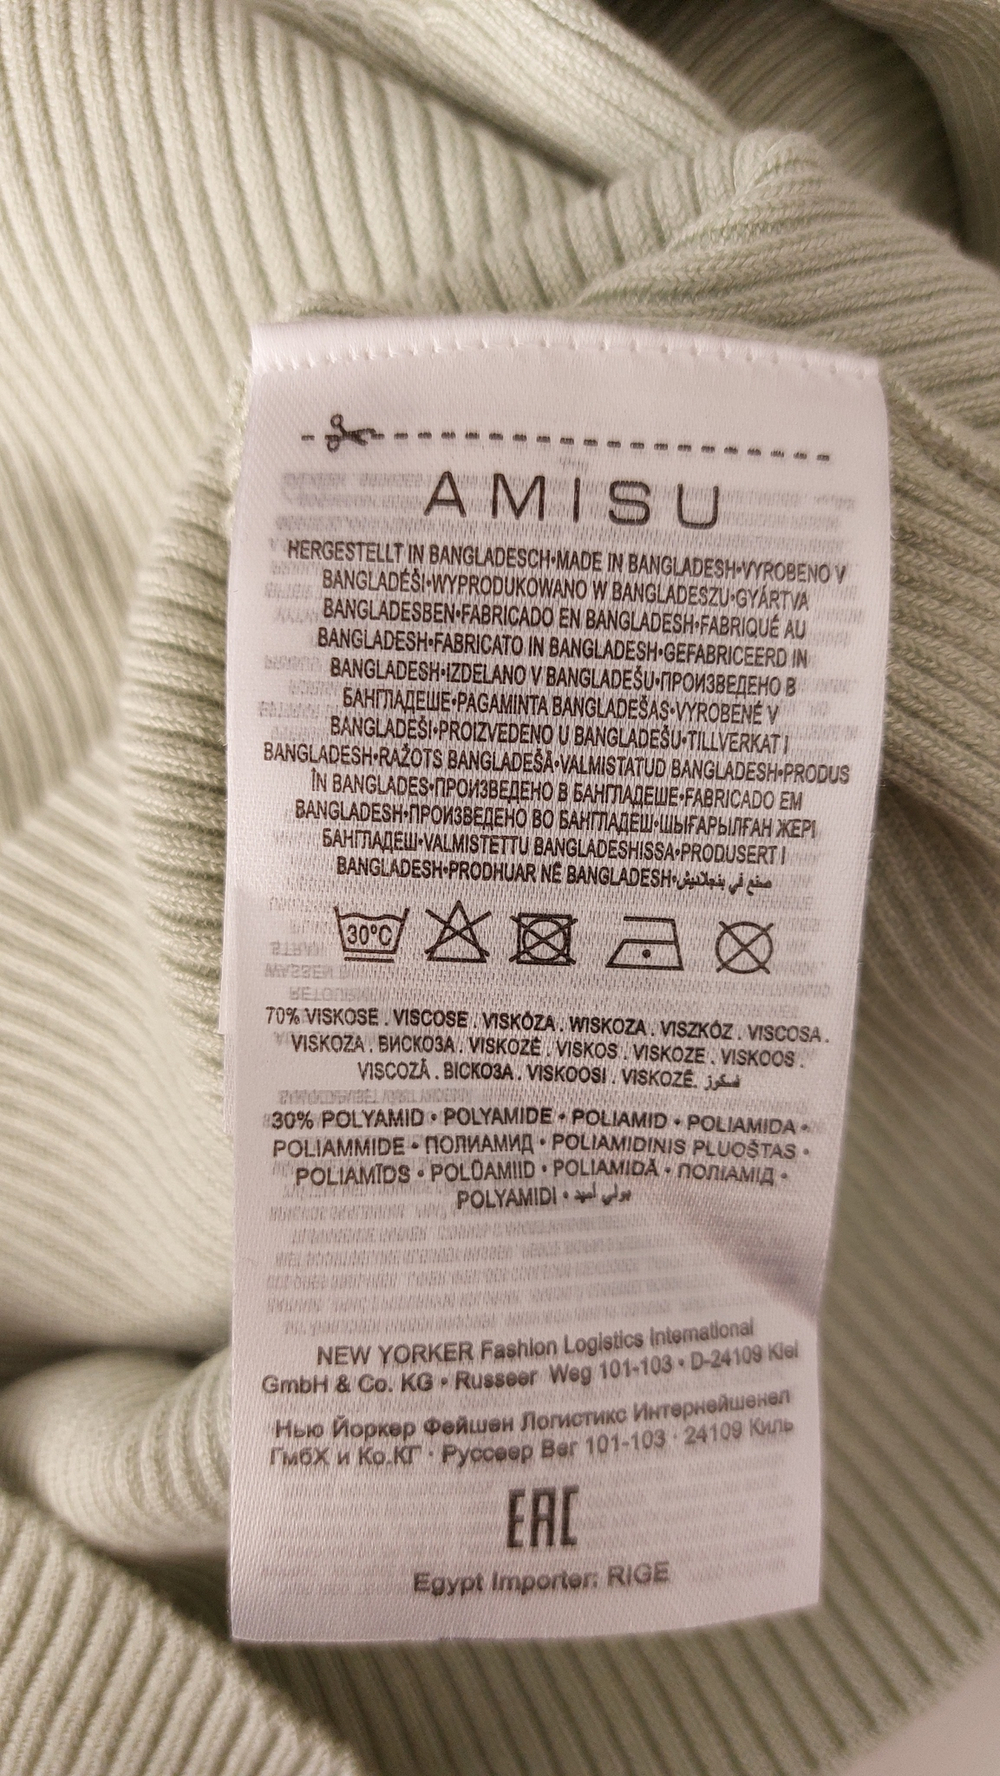 AMISU
HERGESTELLT IN BANGLADESCH•MADE IN BANGLADESH•VYROBENO V
BANGLADÉŠI•WYPRODUKOWANO W BANGLADESZU•GYÁRTVA
BANGLADESBEN•FABRICADO EN BANGLADESH•FABRIQUÉ AU
BANGLADESH•FABRICATO IN BANGLADESH•GEFABRICEERD IN
BANGLADESH•IZDELANO V BANGLADEŠU•ПРОИЗВЕДЕНО В
БАНГЛАДЕШЕ•PAGAMINTA BANGLADEŠAS•VYROBENÉ V
BANGLADEŠI•PROIZVEDENO U BANGLADEŠU•TILLVERKAT I
BANGLADESH•RAŽOTS BANGLADEŠĀ•VALMISTATUD BANGLADESH•PRODUS
ÎN BANGLADES•ПРОИЗВЕДЕНО В БАНГЛАДЕШЕ•FABRICADO EM
BANGLADESH•ПРОИЗВЕДЕНО ВО БАНГЛАДЕШ•ШЫҒАРЫЛҒАН ЖЕРІ
БАНГЛАДЕШ•VALMISTETTU BANGLADESHISSA•PRODUSERT I
BANGLADESH•PRODHUAR NË BANGLADESH•صنع في بنجلاديش
30°C
70% VISKOSE . VISCOSE . VISKÓZA . WISKOZA . VISZKÓZ . VISCOSA .
VISKOZA . ВИСКОЗА . VISKOZĖ . VISKOS . VISKOZE . VISKOOS .
VISCOZĂ . ВІСКОЗА . VISKOOSI . VISKOZË. فسكوز
30% POLYAMID • POLYAMIDE • POLIAMID • POLIAMIDA •
POLIAMMIDE • ПОЛИАМИД • POLIAMIDINIS PLUOŠTAS •
POLIAMĪDS • POLÜAMIID • POLIAMIDĂ • ПОЛІАМІД •
POLYAMIDI • بولي أميد
NEW YORKER Fashion Logistics International
GmbH & Co. KG • Russeer Weg 101-103 • D-24109 Kiel
Нью Йоркер Фейшен Логистикс Интернейшенел
ГмбХ и Ко.КГ · Руссеер Вег 101-103 · 24109 Киль
EAC
Egypt Importer: RIGE